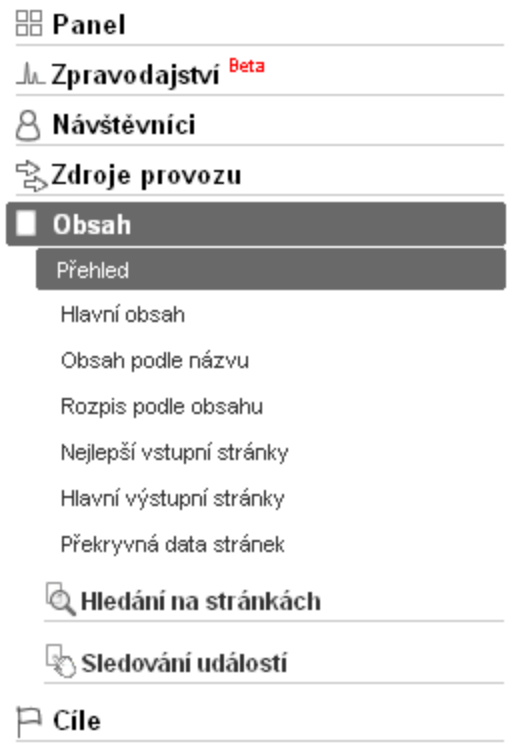 Panel
Zpravodajství Beta
Návštěvníci
Zdroje provozu
Obsah
Přehled
Hlavní obsah
Obsah podle názvu
Rozpis podle obsahu
Nejlepší vstupní stránky
Hlavní výstupní stránky
Překryvná data stránek
Hledání na stránkách
Sledování událostí
Cíle